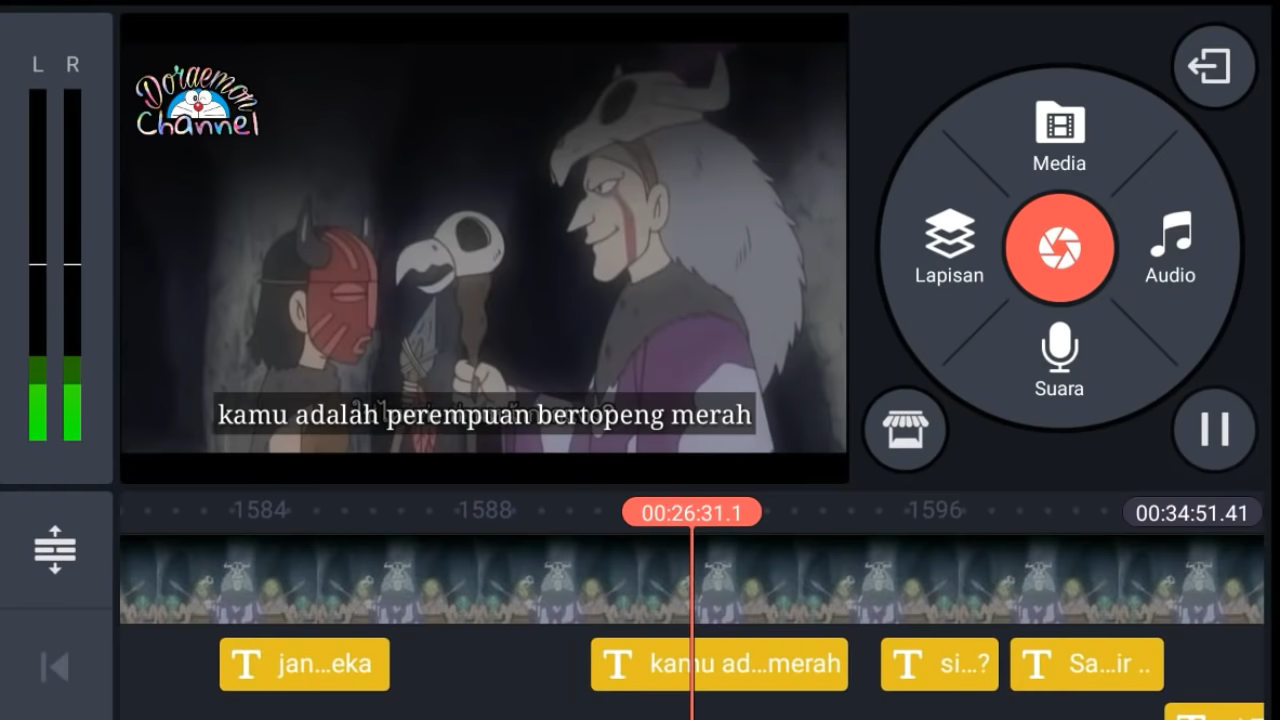 L R
Doraemon
Channel
kamu adalah perempuan bertopeng merah
Media
Lapisan
Audio
Suara
1584
1588
00:26:31.1
1596
00:34:51.41
T jan...eka
T kamu ad...merah
T si...?
T Sa...ir ..